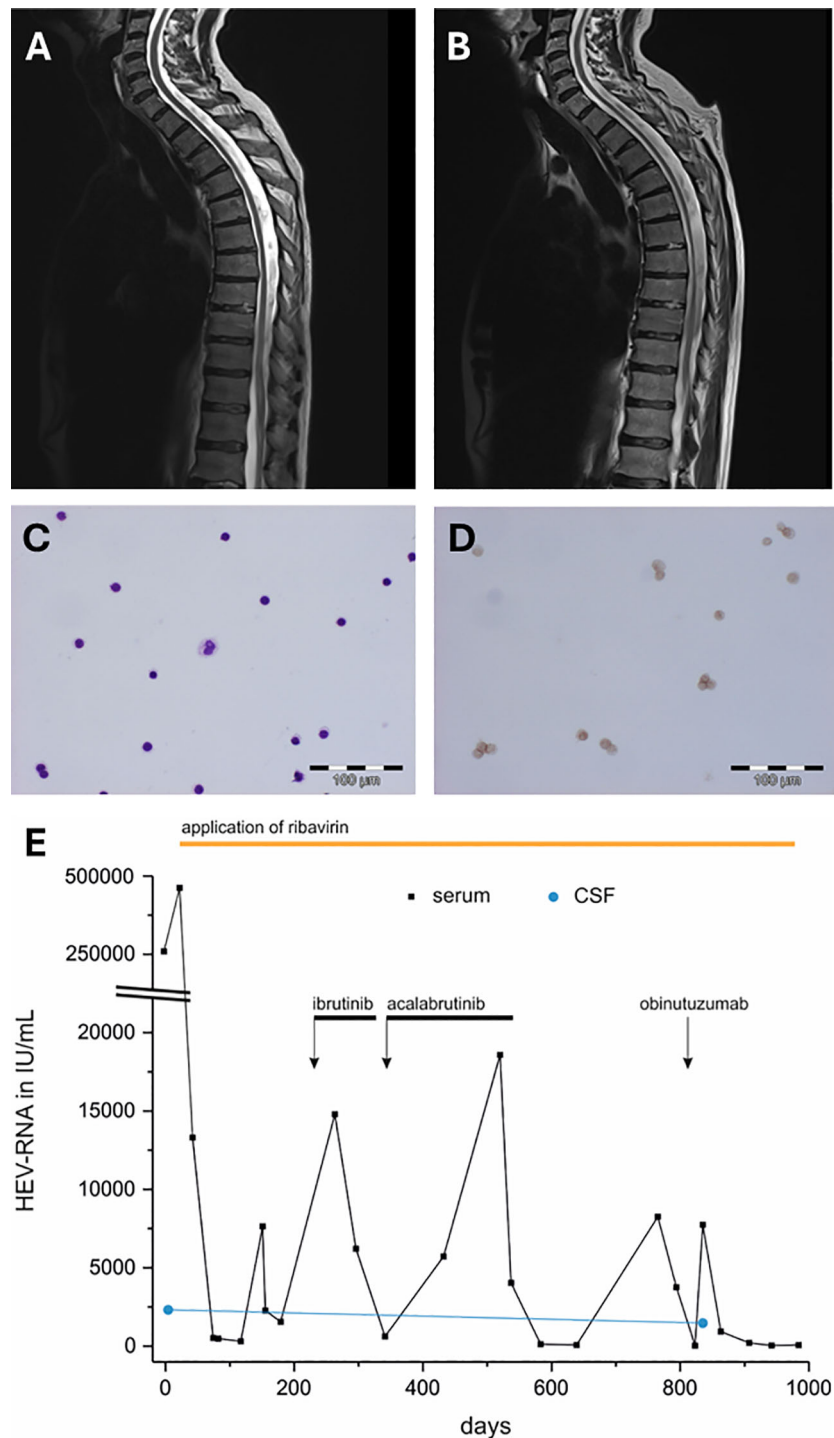 A
B
C
100 µm
D
100 µm
E
application of ribavirin
500000
250000
20000
15000
10000
5000
0
HEV-RNA in IU/mL
serum
CSF
ibrutinib
acalabrutinib
obinutuzumab
0
200
400
600
800
1000
days